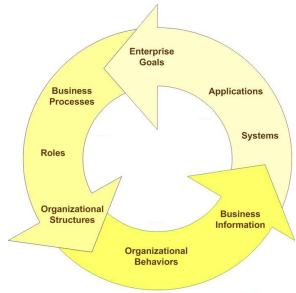 Enterprise
Goals
Applications
Systems
Business
Information
Organizational
Behaviors
Organizational
Structures
Roles
Business
Processes